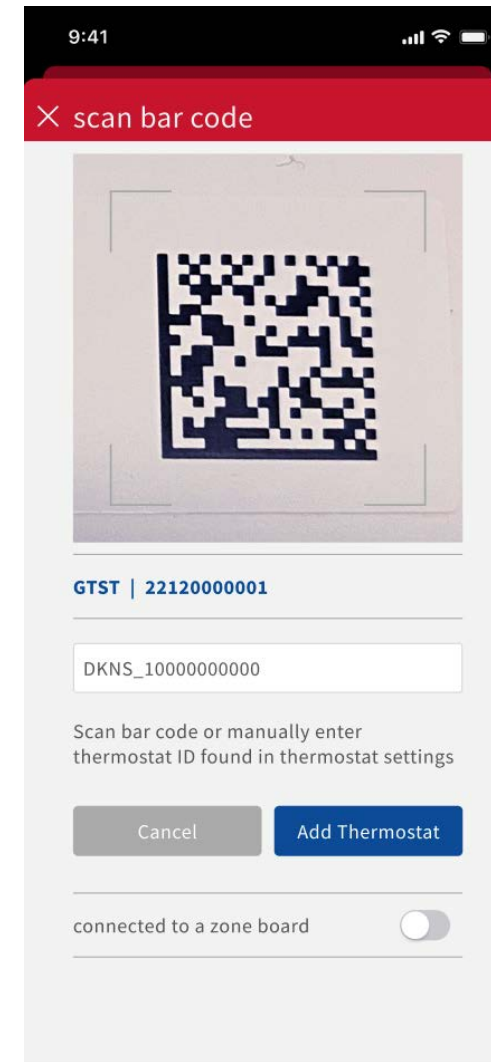 9:41
scan bar code
GTST | 22120000001
DKNS_10000000000
Scan bar code or manually enter
thermostat ID found in thermostat settings
Cancel
Add Thermostat
connected to a zone board